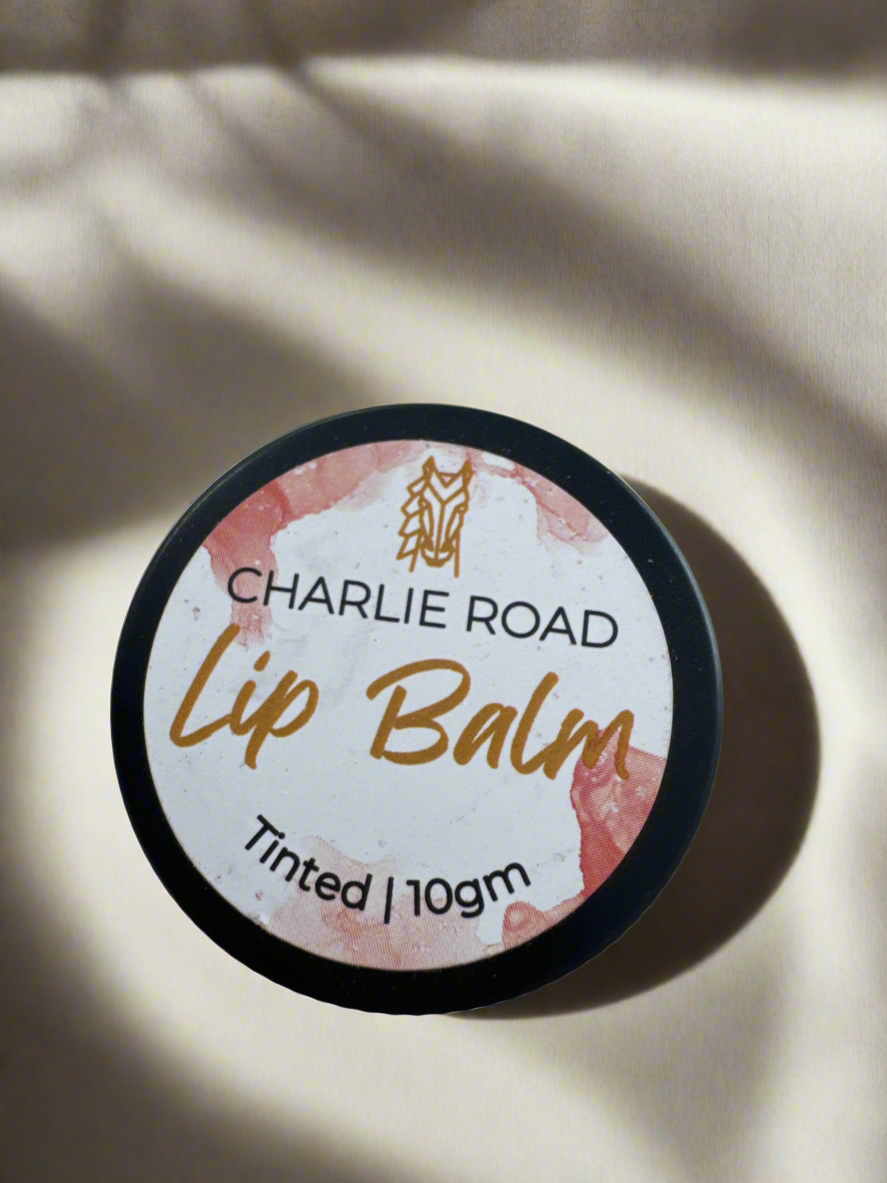 CHARLIE ROAD
Lip Balm
Tinted | 10gm